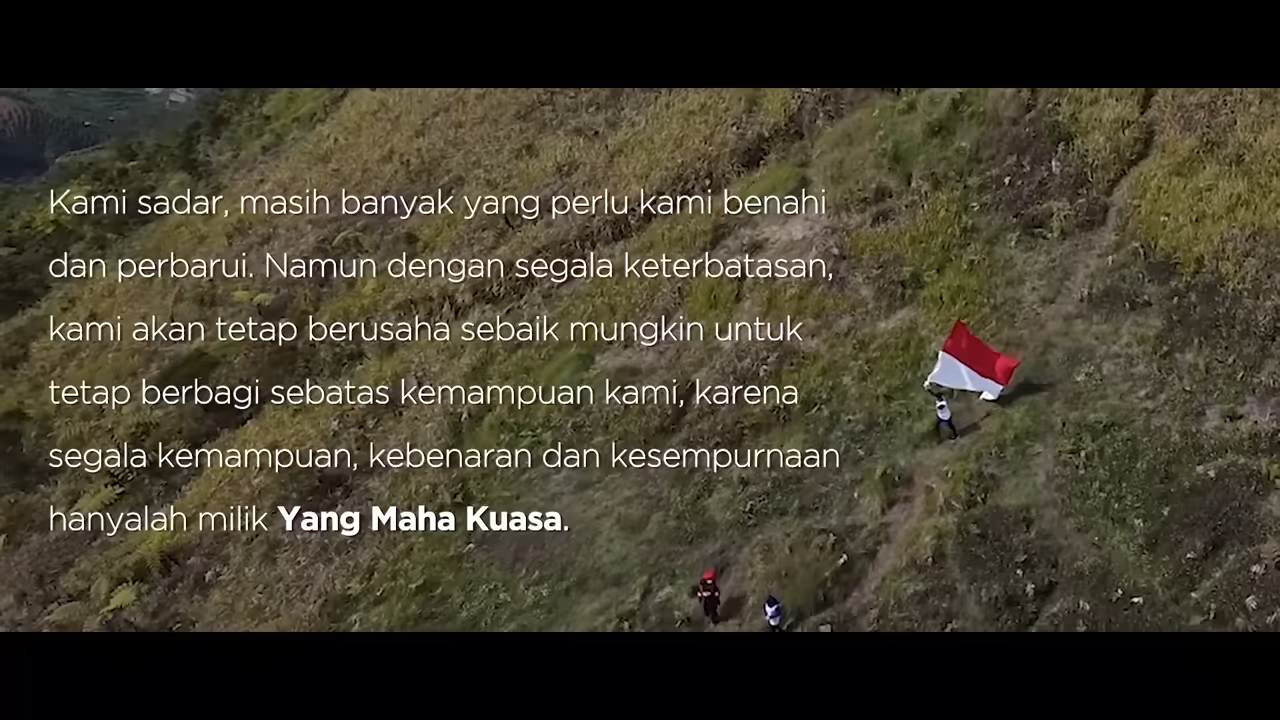 Kami sadar, masih banyak yang perlu kami benahi
dan perbarui. Namun dengan segala keterbatasan,
kami akan tetap berusaha sebaik mungkin untuk
tetap berbagi sebatas kemampuan kami, karena
segala kemampuan, kebenaran dan kesempurnaan
hanyalah milik Yang Maha Kuasa.